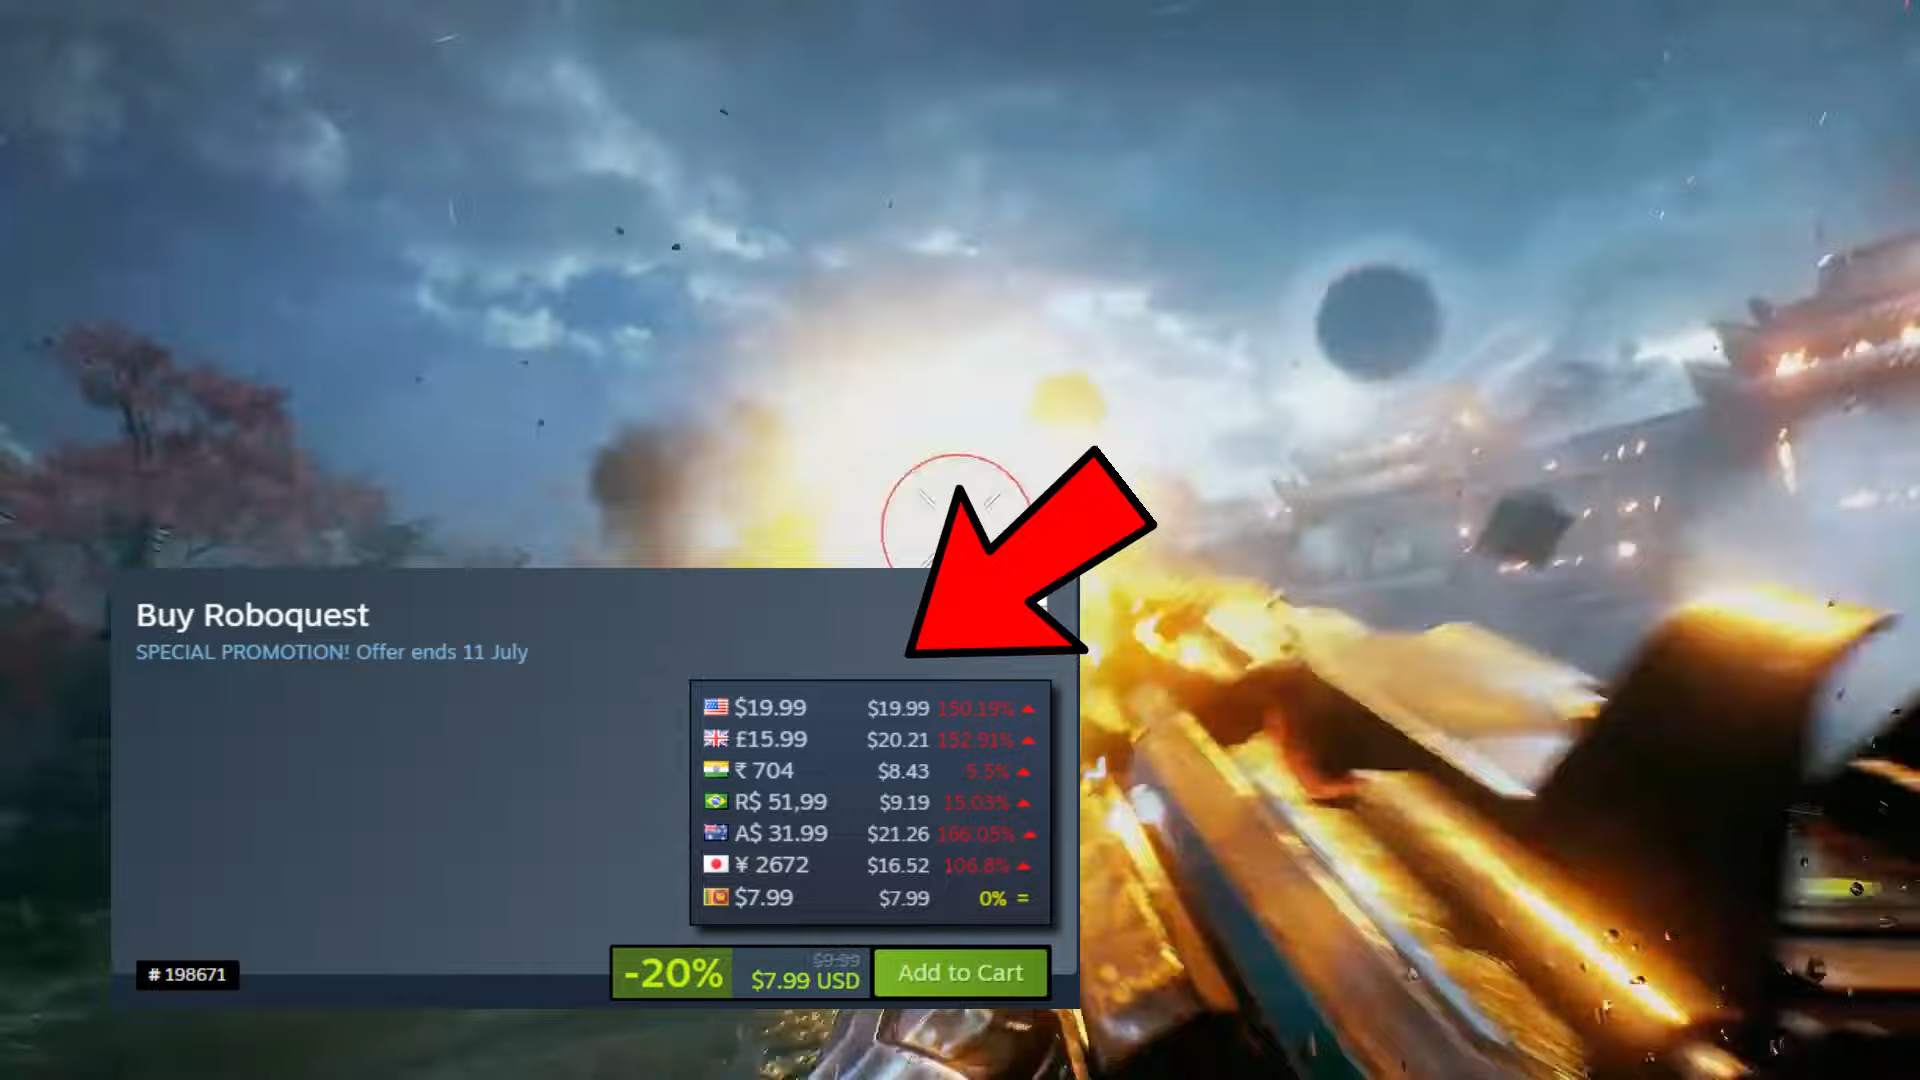 Buy Roboquest
SPECIAL PROMOTION! Offer ends 11 July
$19.99 $19.99 150.19% ▲
£15.99 $20.21 152.91% ▲
₹ 704 $8.43 5.5% ▲
R$ 51,99 $9.19 15.03% ▲
A$ 31.99 $21.26 166.05% ▲
¥ 2672 $16.52 106.8% ▲
$7.99 $7.99 0% =
# 198671
-20% $9.99 $7.99 USD Add to Cart